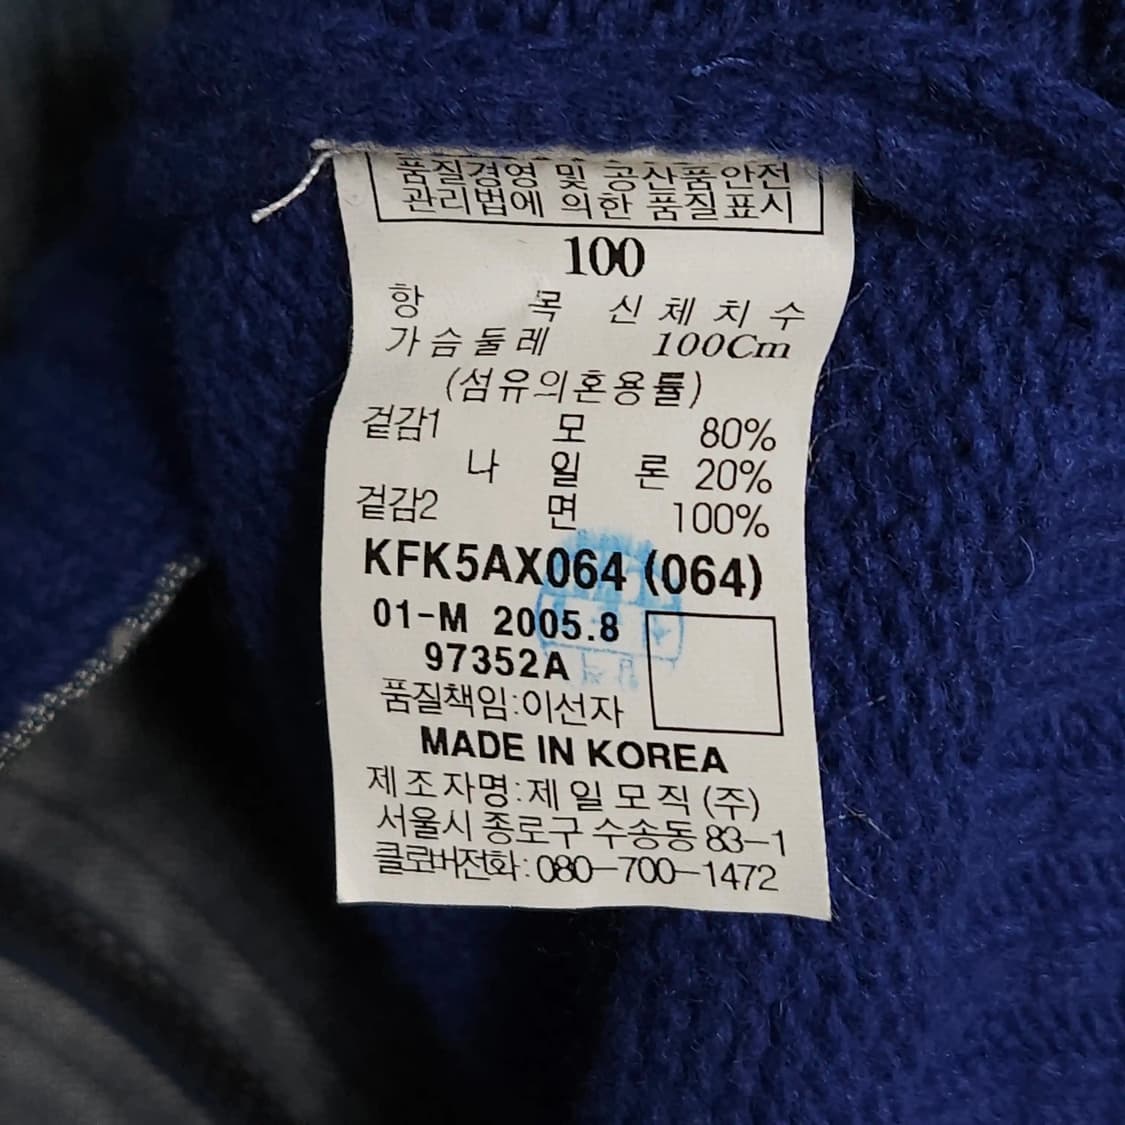 품질경영 및 공산품안전
관리법에 의한 품질표시
100
항 목 신체치수
가슴둘레 100Cm
(섬유의혼용률)
겉감1 모 80%
나 일 론 20%
겉감2 면 100%
KFK5AX064 (064)
01-M 2005.8
97352A
품질책임:이선자
MADE IN KOREA
제조자명:제일모직(주)
서울시 종로구 수송동 83-1
클로버전화:080-700-1472